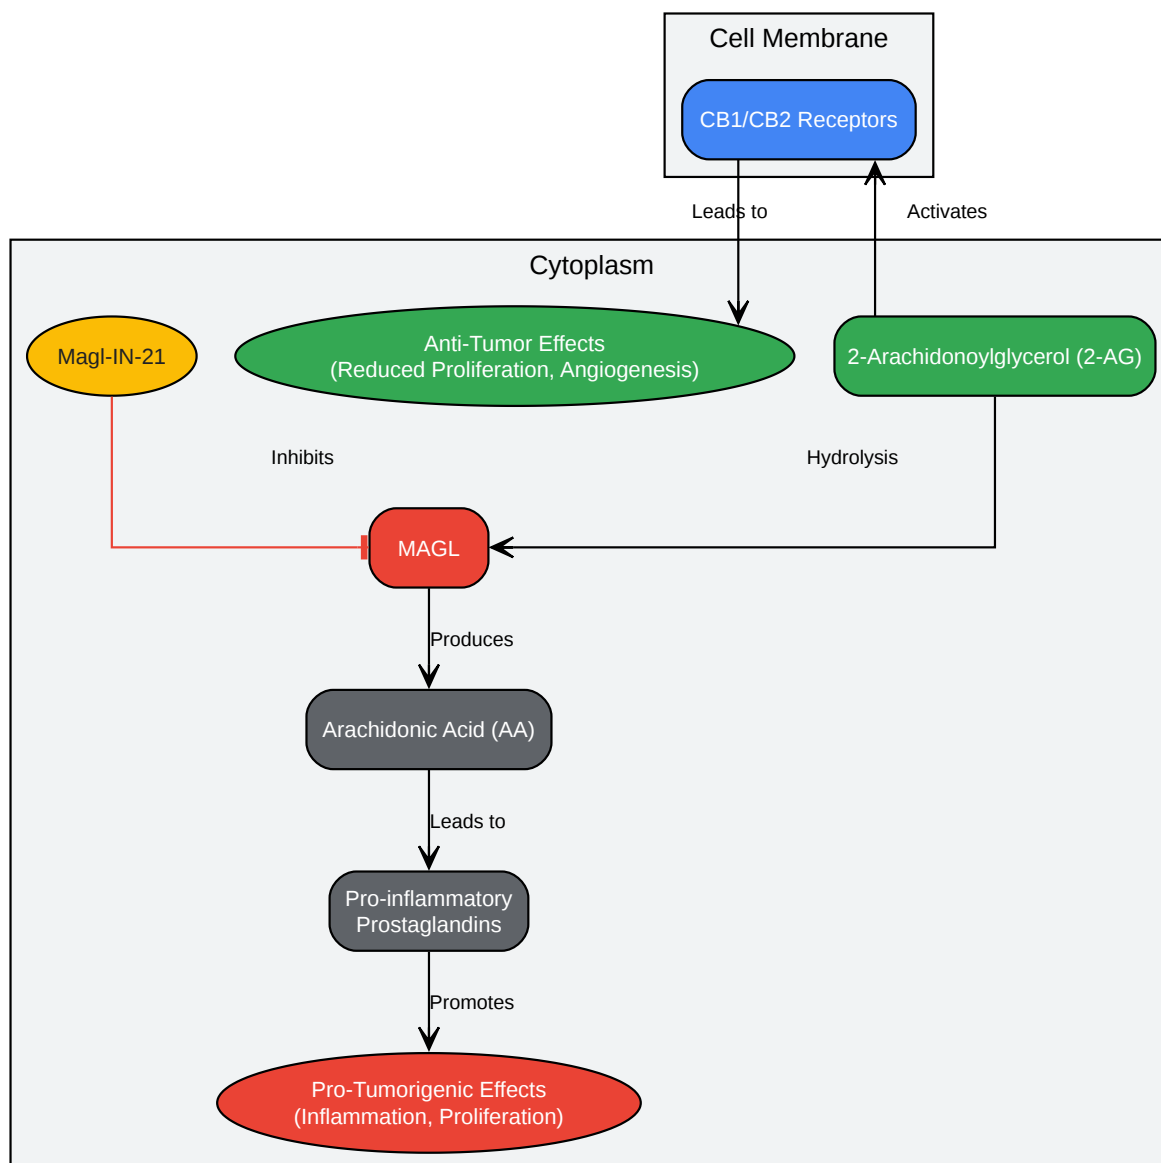 Cell Membrane
CB1/CB2 Receptors
Leads to
Activates
Cytoplasm
Magl-IN-21
Anti-Tumor Effects
(Reduced Proliferation, Angiogenesis)
2-Arachidonoylglycerol (2-AG)
Inhibits
Hydrolysis
MAGL
Produces
Arachidonic Acid (AA)
Leads to
Pro-inflammatory
Prostaglandins
Promotes
Pro-Tumorigenic Effects
(Inflammation, Proliferation)